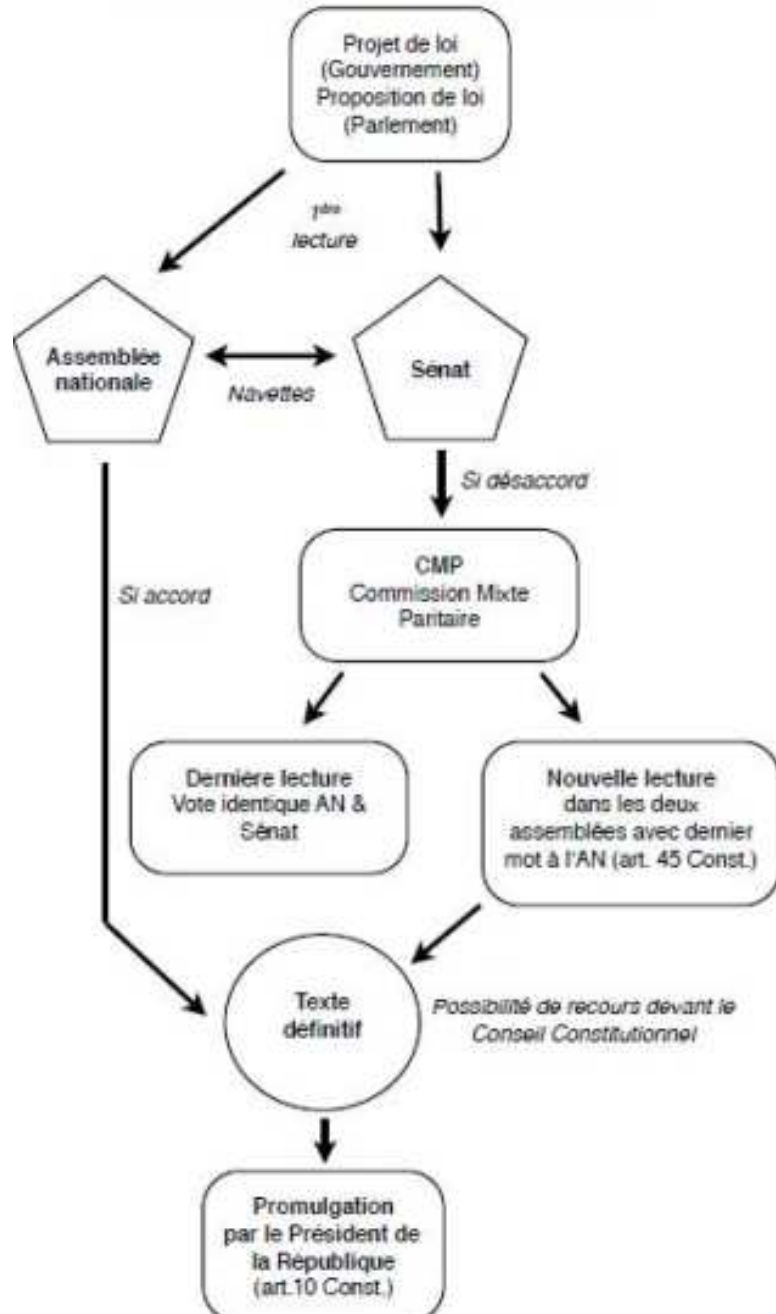 Projet de loi
(Gouvernement)
Proposition de loi
(Parlement)
1ère
lecture
Assemblée
nationale
Navettes
Sénat
Si désaccord
Si accord
CMP
Commission Mixte
Paritaire
Dernière lecture
Vote identique AN &
Sénat
Nouvelle lecture
dans les deux
assemblées avec dernier
mot à l'AN (art. 45 Const.)
Texte
définitif
Possibilité de recours devant le
Conseil Constitutionnel
Promulgation
par le Président de
la République
(art.10 Const.)